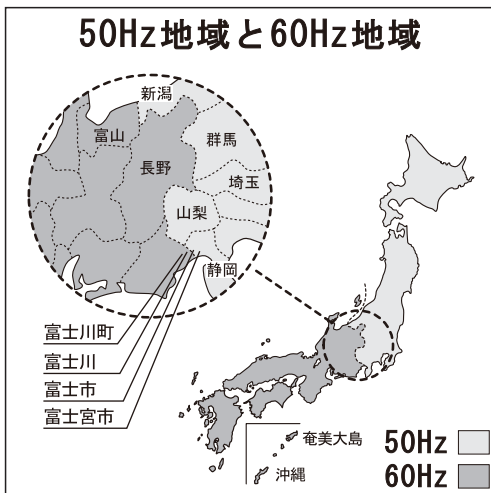 50Hz地域と60Hz地域
新潟
富山
群馬
長野
埼玉
山梨
静岡
富士川町
富士川
富士市
富士宮市
奄美大島
沖縄
50Hz
60Hz